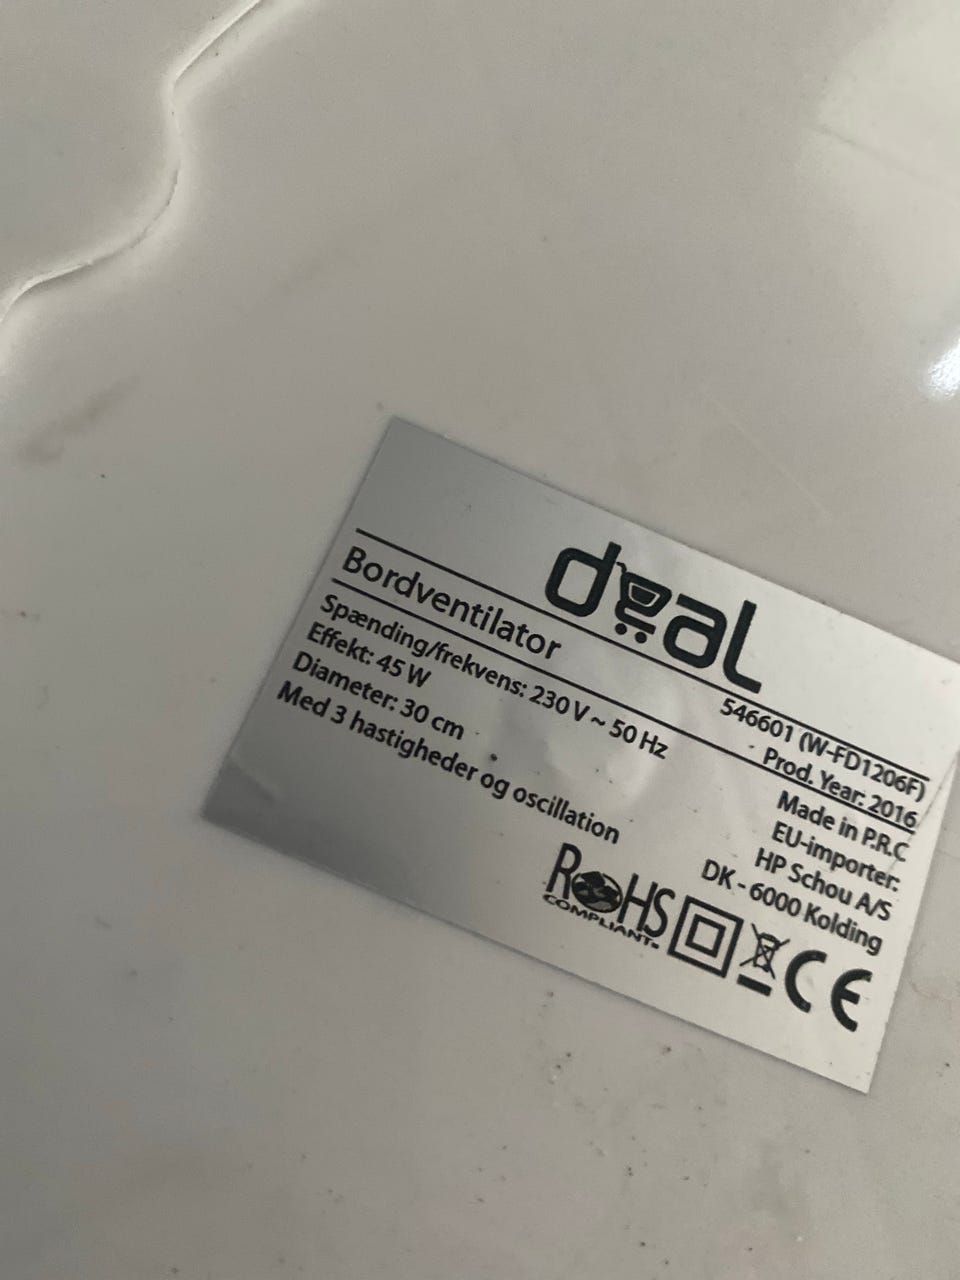 deal
Bordventilator
546601 (W-FD1206F)
Spænding/frekvens: 230 V ~ 50 Hz
Prod. Year: 2016
Effekt: 45 W
Made in P.R.C
Diameter: 30 cm
EU-importer:
Med 3 hastigheder og oscillation
HP Schou A/S
DK - 6000 Kolding
RoHS
COMPLIANT
CE